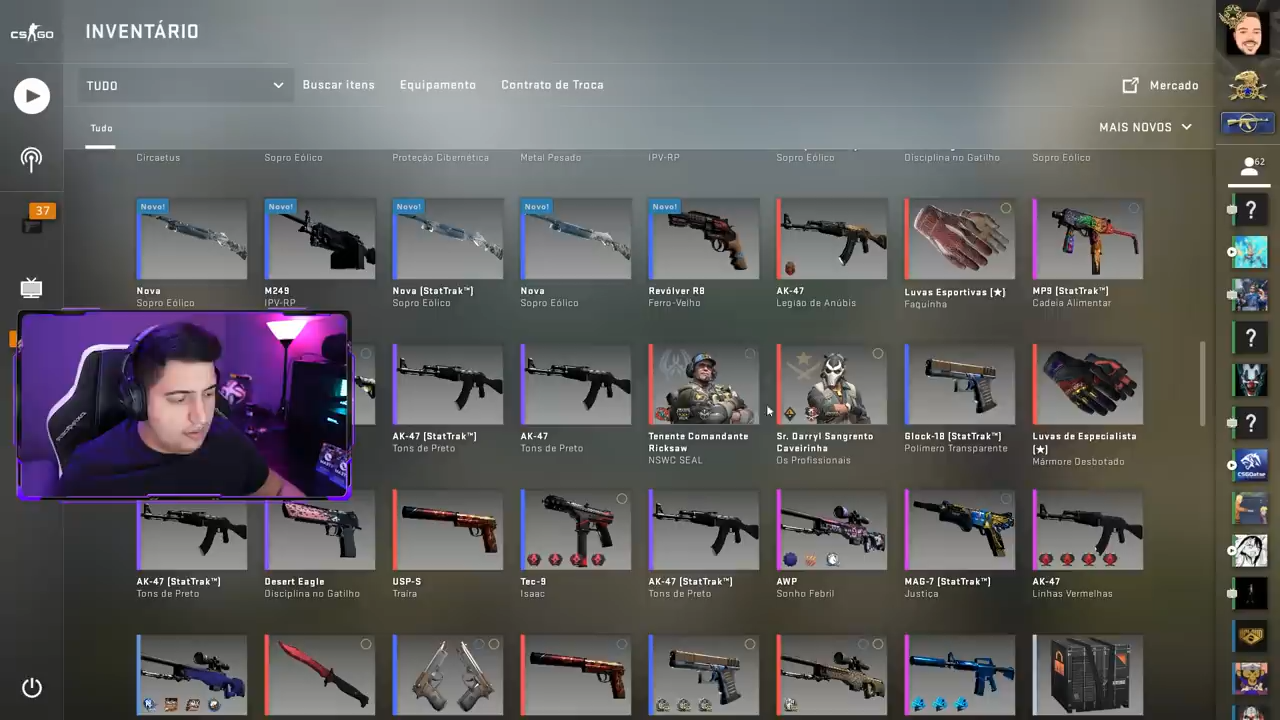 CS:GO
INVENTÁRIO
TUDO
Buscar itens
Equipamento
Contrato de Troca
Mercado
Tudo
MAIS NOVOS
62
37
Circaetus
Sopro Eólico
Proteção Cibernética
Metal Pesado
IPV-RP
Sopro Eólico
Disciplina no Gatilho
Sopro Eólico
Novo!
Novo!
Novo!
Novo!
Novo!
Nova
Sopro Eólico
M249
IPV-RP
Nova (StatTrak™)
Sopro Eólico
Nova
Sopro Eólico
Revólver R8
Ferro-Velho
AK-47
Legião de Anúbis
Luvas Esportivas (★)
Faquinha
MP9 (StatTrak™)
Cadeia Alimentar
AK-47 (StatTrak™)
Tons de Preto
AK-47
Tons de Preto
Tenente Comandante
Ricksaw
NSWC SEAL
Sr. Darryl Sangrento
Caveirinha
Os Profissionais
Glock-18 (StatTrak™)
Polímero Transparente
Luvas de Especialista
(★)
Mármore Desbotado
AK-47 (StatTrak™)
Tons de Preto
Desert Eagle
Disciplina no Gatilho
USP-S
Traíra
Tec-9
Isaac
AK-47 (StatTrak™)
Tons de Preto
AWP
Sonho Febril
MAG-7 (StatTrak™)
Justiça
AK-47
Linhas Vermelhas